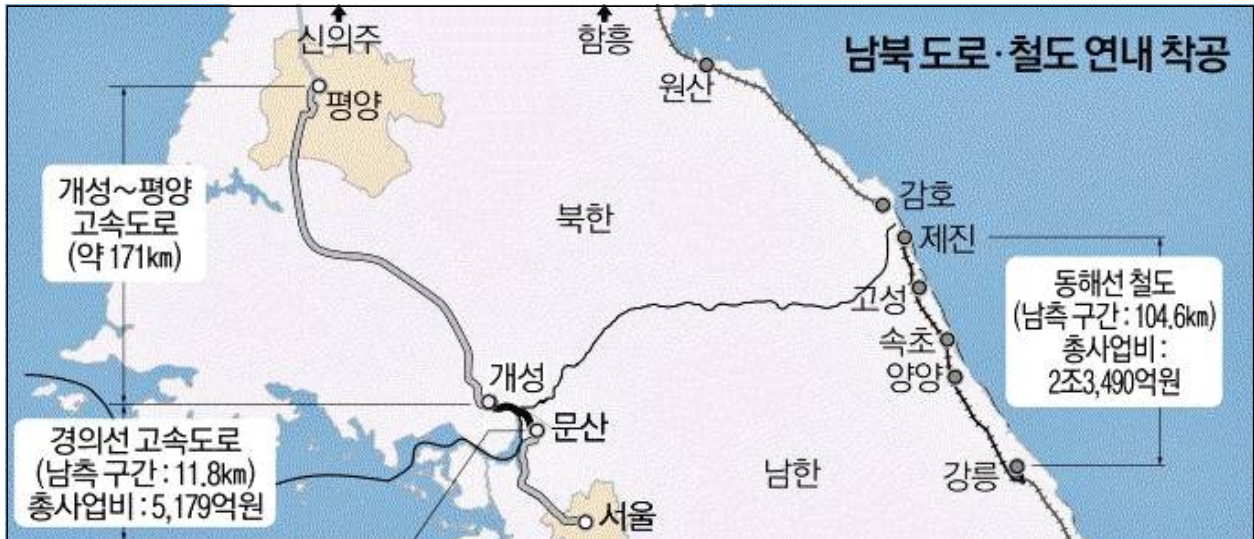 남북 도로·철도 연내 착공
신의주
함흥
원산
평양
개성~평양
고속도로
(약 171km)
북한
감호
제진
고성
속초
양양
동해선 철도
(남측 구간 : 104.6km)
총사업비 :
2조3,490억원
개성
문산
경의선 고속도로
(남측 구간 : 11.8km)
총사업비 : 5,179억원
남한
강릉
서울